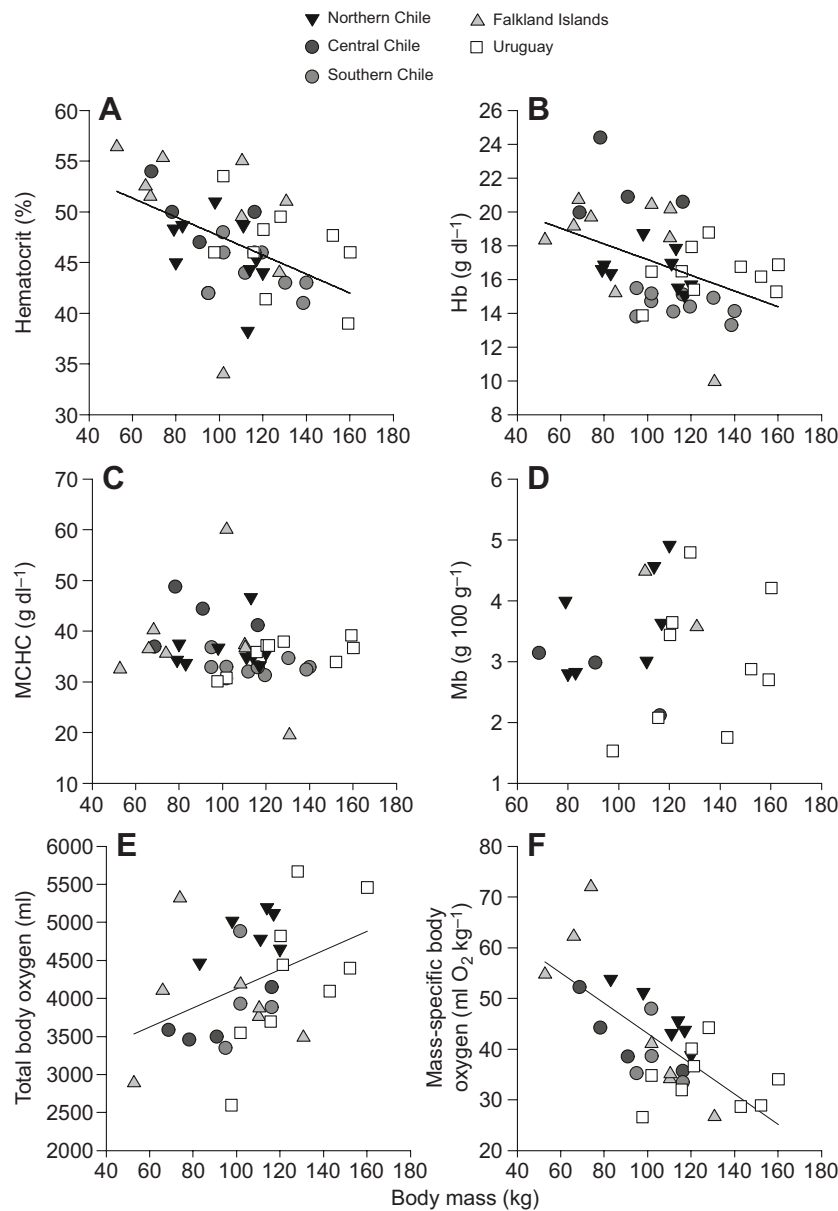 Northern Chile
Central Chile
Southern Chile
Falkland Islands
Uruguay
A
Hematocrit (%)
60
55
50
45
40
35
30
40 60 80 100 120 140 160 180
B
Hb (g dl–1)
26
24
22
20
18
16
14
12
10
8
40 60 80 100 120 140 160 180
C
MCHC (g dl–1)
70
60
50
40
30
20
10
40 60 80 100 120 140 160 180
D
Mb (g 100 g–1)
6
5
4
3
2
1
60 80 100 120 140 160 180
E
Total body oxygen (ml)
6000
5500
5000
4500
4000
3500
3000
2500
2000
40 60 80 100 120 140 160 180
F
Mass-specific body
oxygen (ml O2 kg–1)
80
70
60
50
40
30
20
40 60 80 100 120 140 160 180
Body mass (kg)